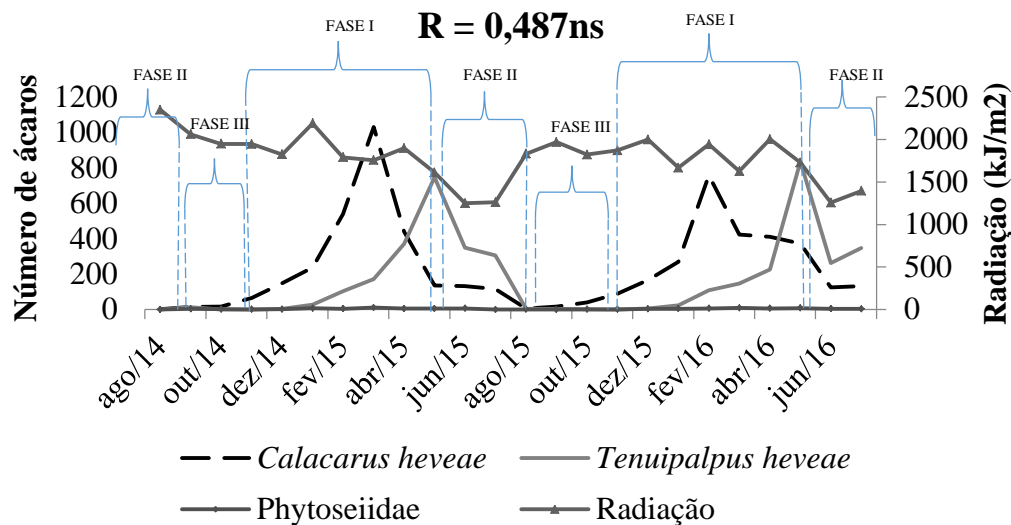 R = 0,487ns
FASE I
FASE I
FASE II
FASE II
FASE II
FASE III
FASE III
Número de ácaros
1200
1000
800
600
400
200
0
2500
2000
1500
1000
500
0
Radiação (kJ/m2)
ago/14
out/14
dez/14
fev/15
abr/15
jun/15
ago/15
out/15
dez/15
fev/16
abr/16
jun/16
Calacarus heveae
Tenuipalpus heveae
Phytoseiidae
Radiação